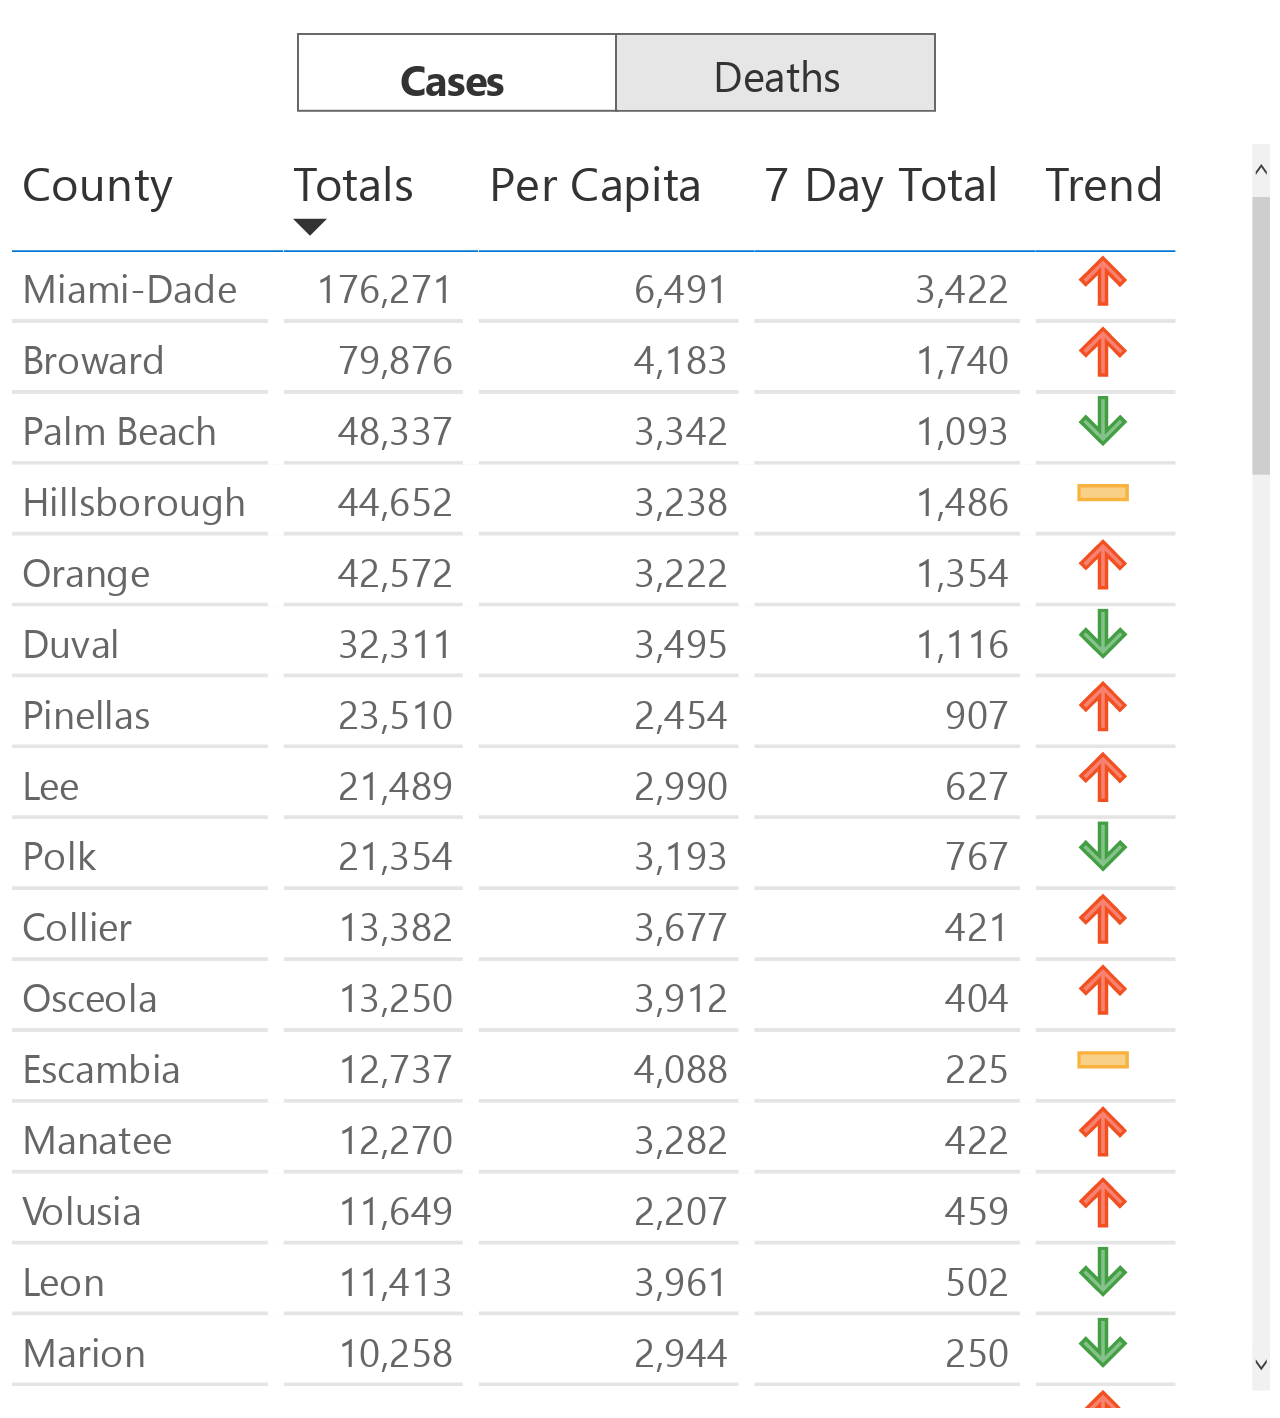 Cases Deaths
County Totals Per Capita 7 Day Total Trend
Miami-Dade 176,271 6,491 3,422
Broward 79,876 4,183 1,740
Palm Beach 48,337 3,342 1,093
Hillsborough 44,652 3,238 1,486
Orange 42,572 3,222 1,354
Duval 32,311 3,495 1,116
Pinellas 23,510 2,454 907
Lee 21,489 2,990 627
Polk 21,354 3,193 767
Collier 13,382 3,677 421
Osceola 13,250 3,912 404
Escambia 12,737 4,088 225
Manatee 12,270 3,282 422
Volusia 11,649 2,207 459
Leon 11,413 3,961 502
Marion 10,258 2,944 250